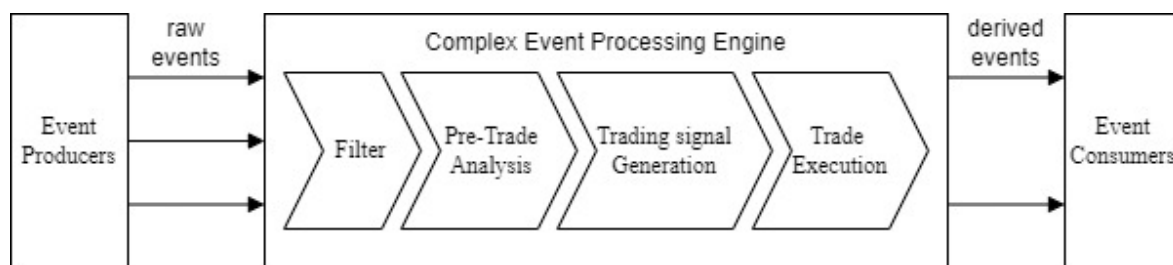 raw
events
Complex Event Processing Engine
derived
events
Event
Producers
Filter
Pre-Trade
Analysis
Trading signal
Generation
Trade
Execution
Event
Consumers